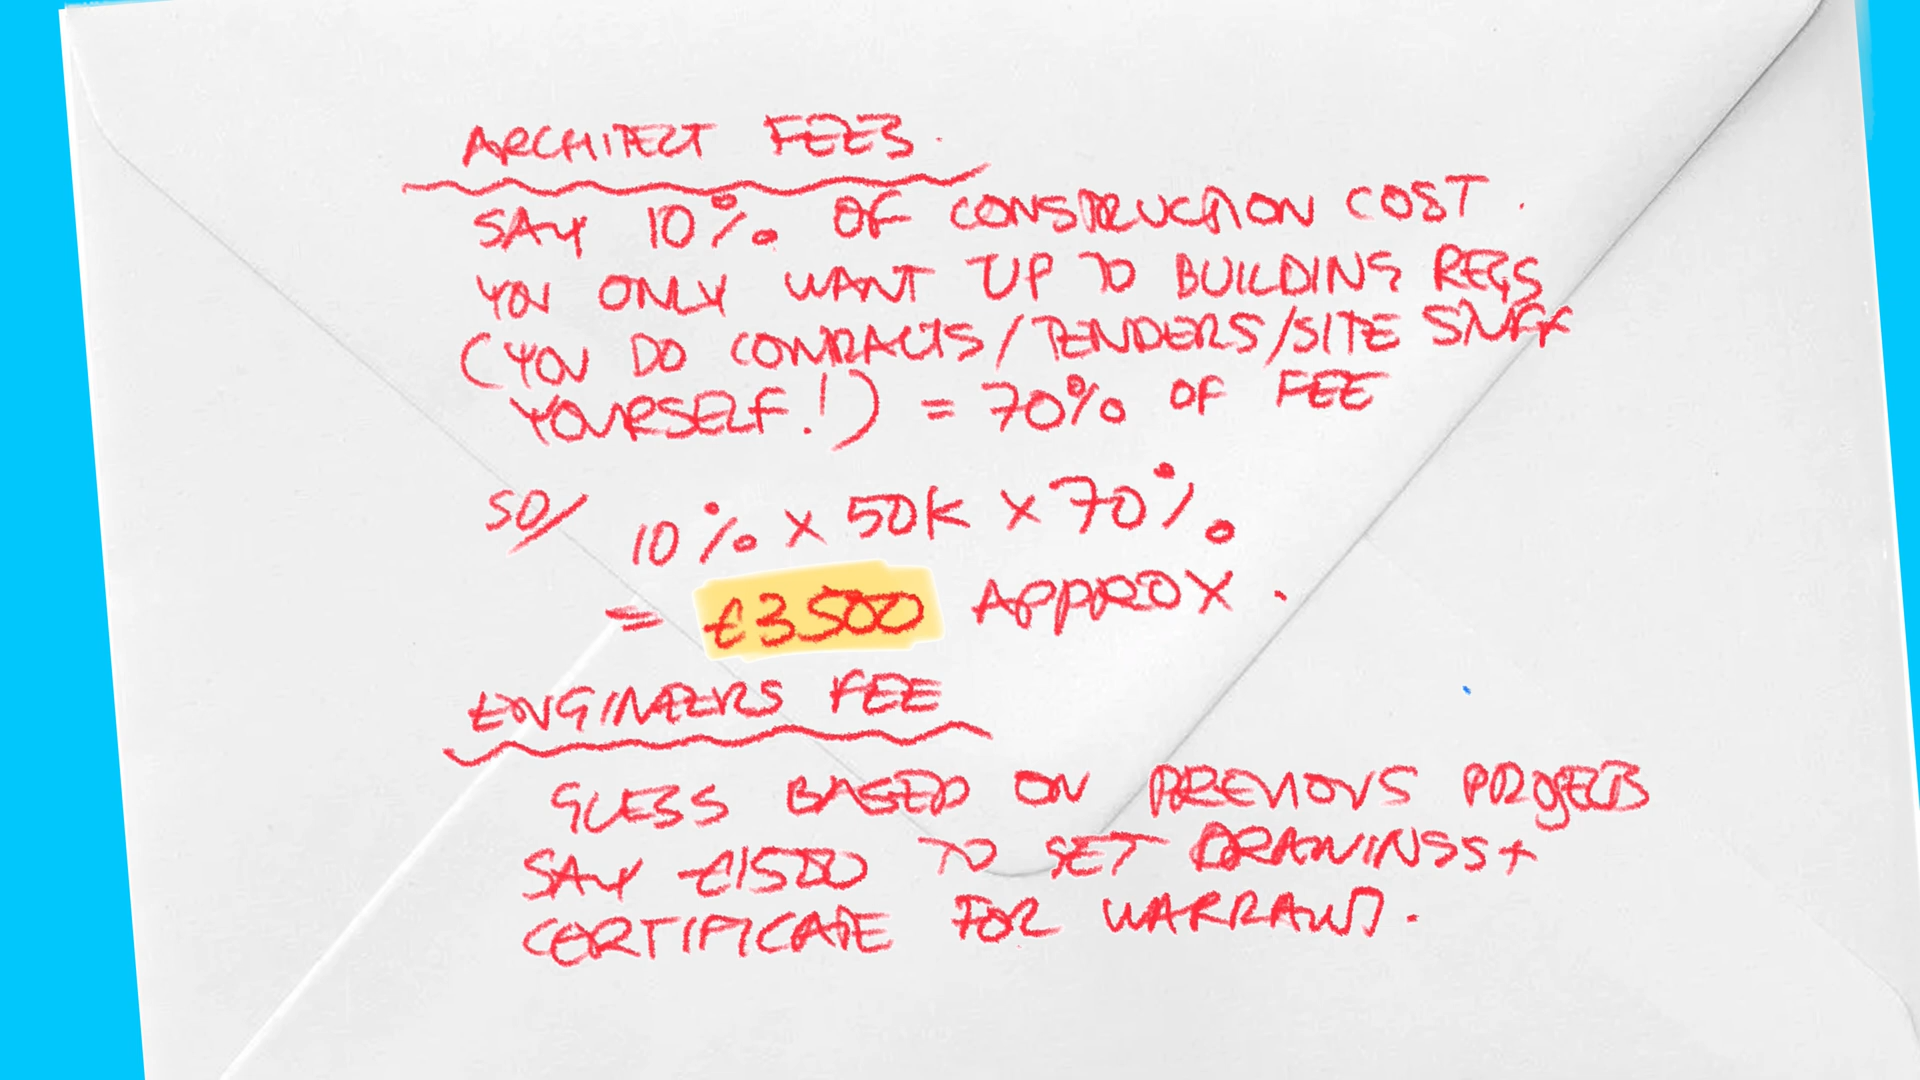 ARCHITECT FEES.
SAY 10% OF CONSTRUCTION COST.
YOU ONLY WANT UP TO BUILDING REGS
(YOU DO CONTRACTS/TENDERS/SITE STUFF
YOURSELF!) = 70% OF FEE
SO/ 10% X 50K X 70%
= £3500 APPROX.
ENGINEERS FEE
GUESS BASED ON PREVIOUS PROJECTS
SAY £1500 TO SET DRAWINGS +
CERTIFICATE FOR WARRANT.